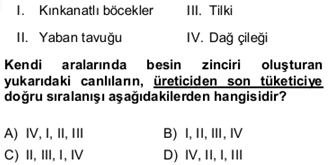 I. Kınkanatlı böcekler III. Tilki
II. Yaban tavuğu IV. Dağ çileği
Kendi aralarında besin zinciri oluşturan
yukarıdaki canlıların, üreticiden son tüketiciye
doğru sıralanışı aşağıdakilerden hangisidir?
A) IV, I, II, III B) I, II, III, IV
C) II, III, I, IV D) IV, II, I, III